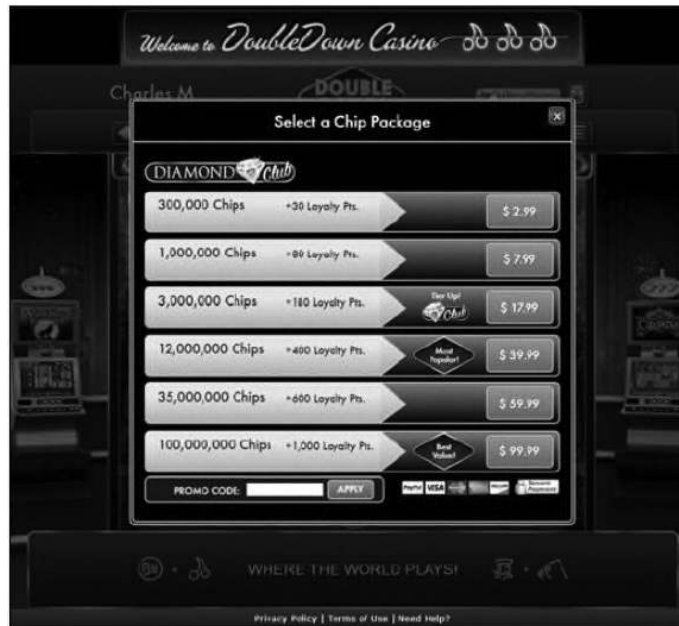 Welcome to DoubleDown Casino
Charles M
DOUBLE
Select a Chip Package
DIAMOND Club
300,000 Chips +30 Loyalty Pts. $ 2.99
1,000,000 Chips +80 Loyalty Pts. $ 7.99
3,000,000 Chips +180 Loyalty Pts. Tier Up! Club $ 17.99
12,000,000 Chips +400 Loyalty Pts. Most Popular! $ 39.99
35,000,000 Chips +600 Loyalty Pts. $ 59.99
100,000,000 Chips +1,000 Loyalty Pts. Best Value! $ 99.99
PROMO CODE: APPLY PayPal VISA
WHERE THE WORLD PLAYS!
Privacy Policy | Terms of Use | Need Help?